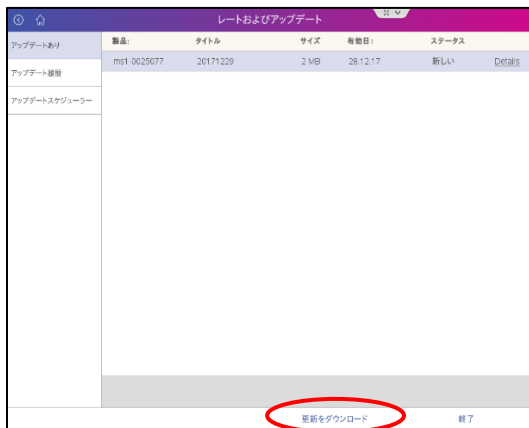 レートおよびアップデート
アップデートあり
アップデート履歴
アップデートスケジューラー
製品: タイトル サイズ 有効日: ステータス
ms1-0025077 20171229 2 MB 28.12.17 新しい Details
更新をダウンロード 終了